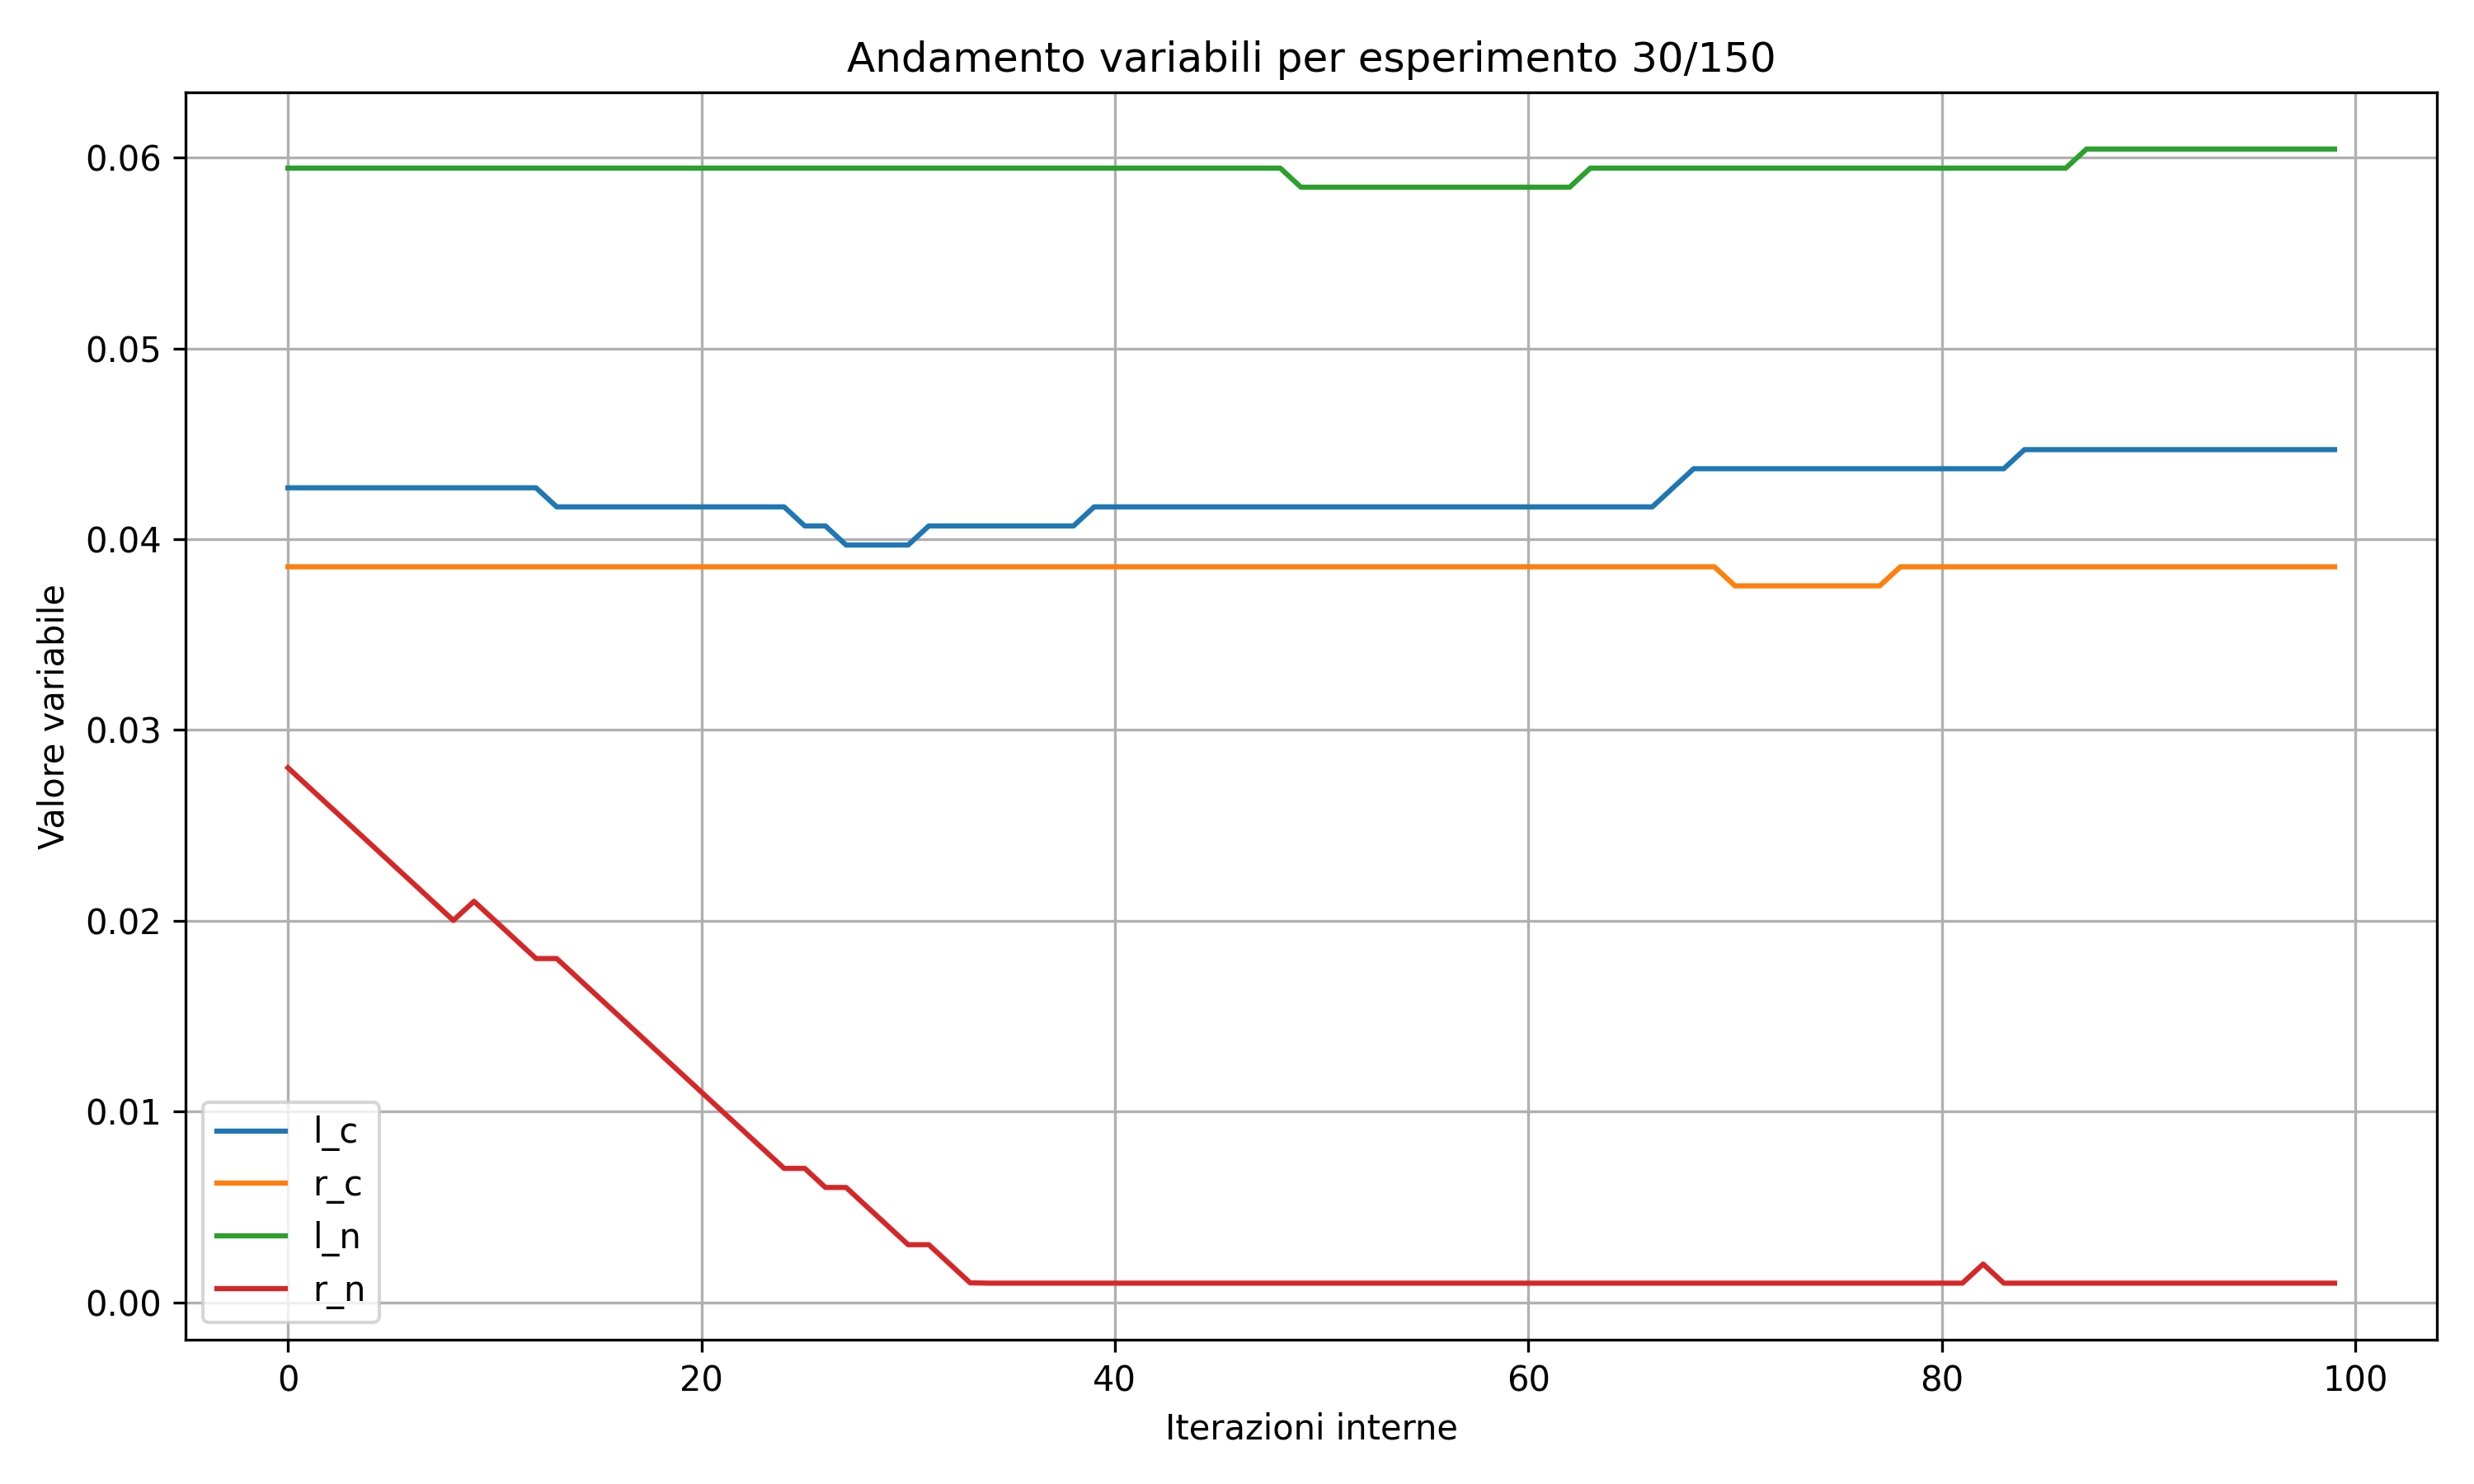 Andamento variabili per esperimento 30/150
Valore variabile
0.06
0.05
0.04
0.03
0.02
0.01
0.00
l_c
r_c
l_n
r_n
0 20 40 60 80 100
Iterazioni interne